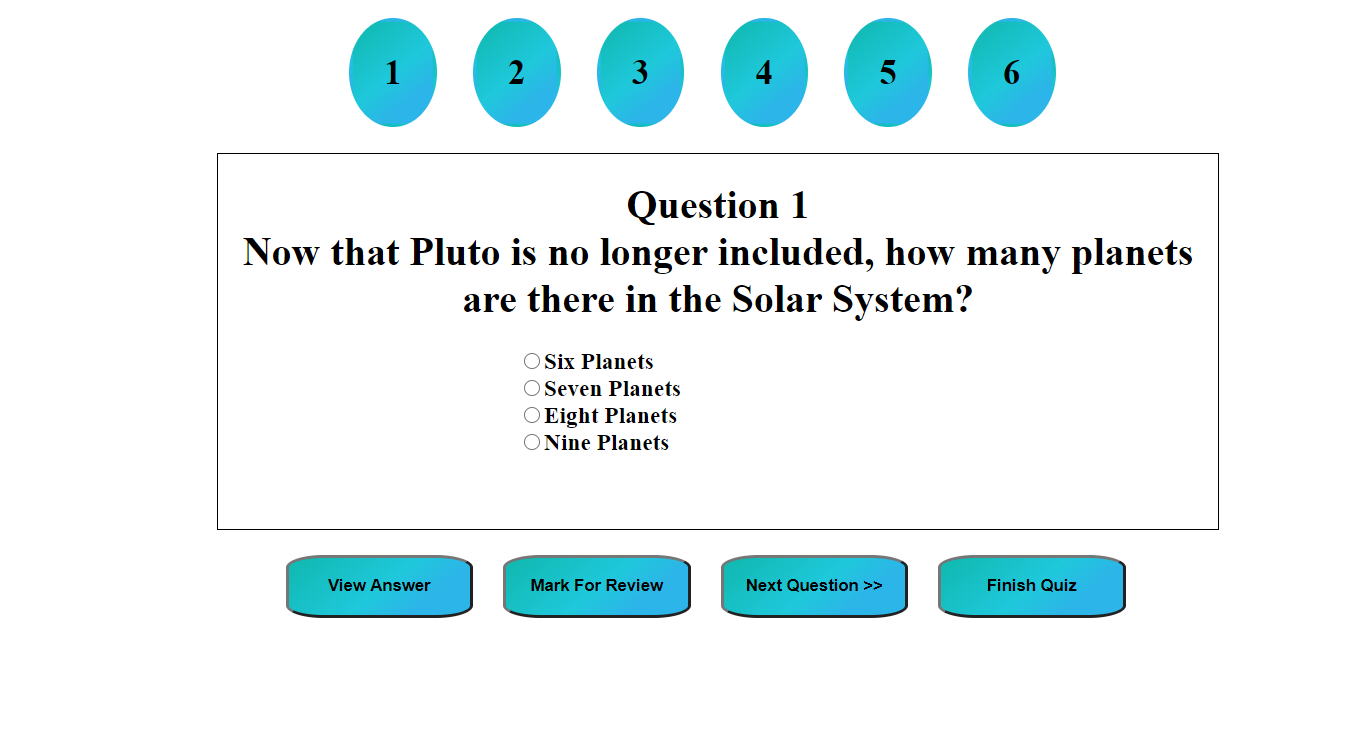 1 2 3 4 5 6
Question 1
Now that Pluto is no longer included, how many planets
are there in the Solar System?
Six Planets
Seven Planets
Eight Planets
Nine Planets
View Answer Mark For Review Next Question >> Finish Quiz